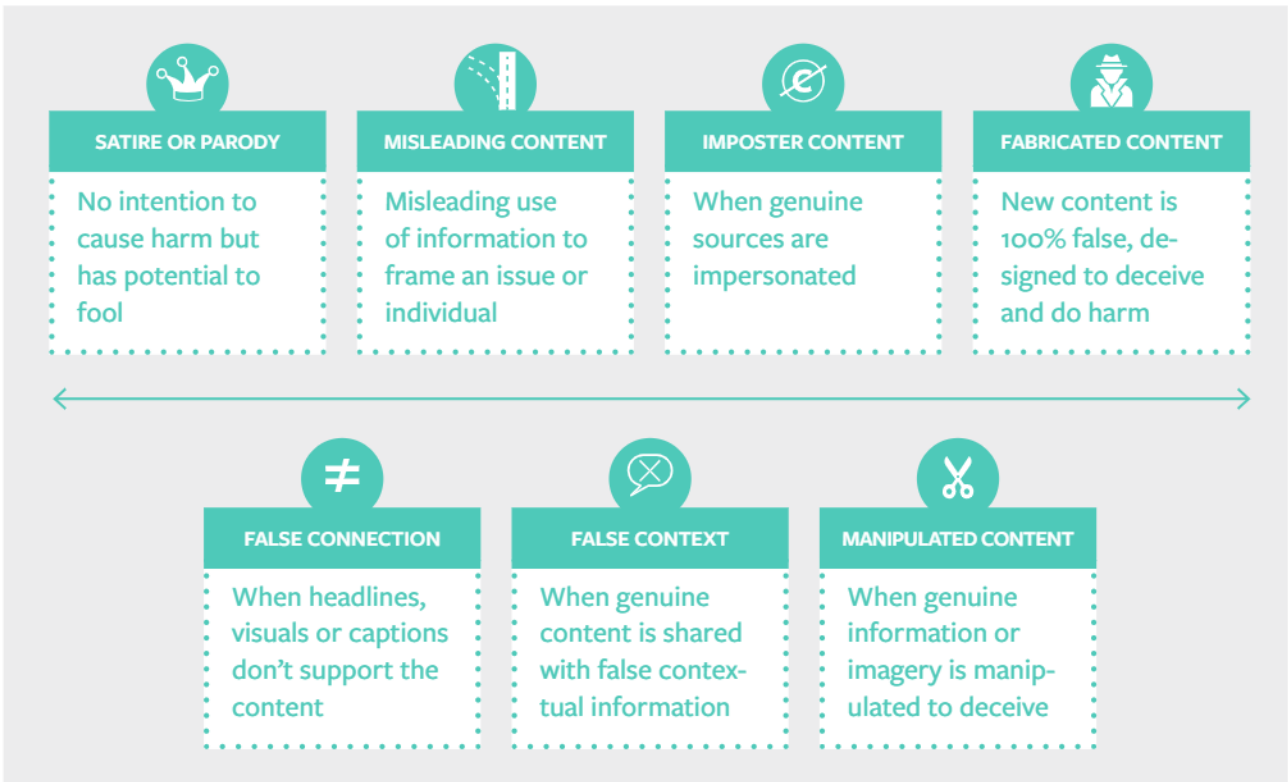 SATIRE OR PARODY
No intention to
cause harm but
has potential to
fool
MISLEADING CONTENT
Misleading use
of information to
frame an issue or
individual
IMPOSTER CONTENT
When genuine
sources are
impersonated
FABRICATED CONTENT
New content is
100% false, de-
signed to deceive
and do harm
FALSE CONNECTION
When headlines,
visuals or captions
don’t support the
content
FALSE CONTEXT
When genuine
content is shared
with false contex-
tual information
MANIPULATED CONTENT
When genuine
information or
imagery is manip-
ulated to deceive